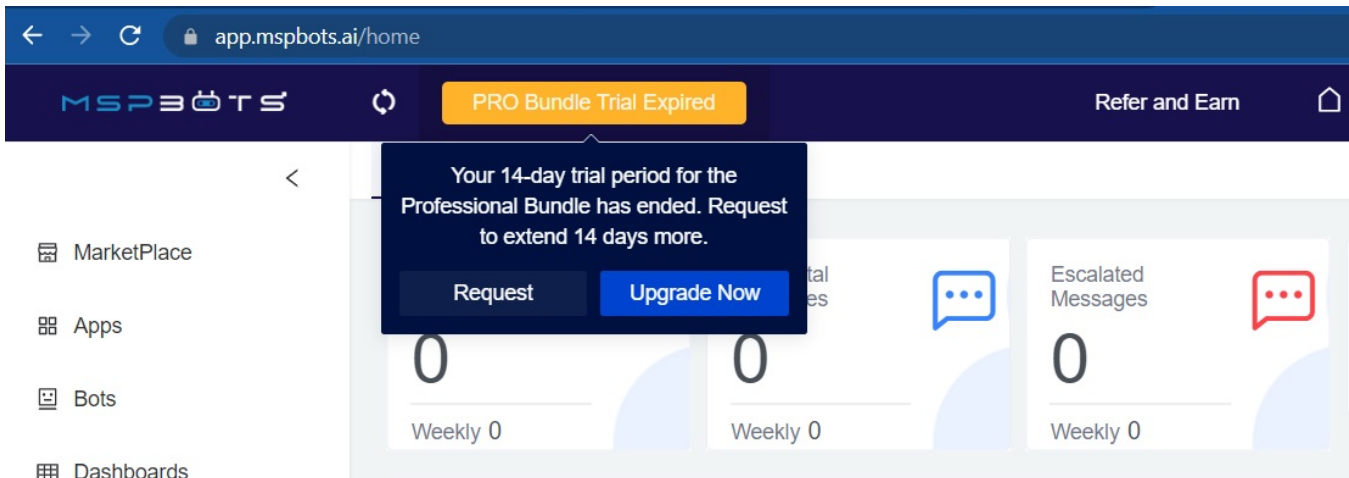 app.mspbots.ai/home
MSPBOTS
PRO Bundle Trial Expired
Refer and Earn
Your 14-day trial period for the
Professional Bundle has ended. Request
to extend 14 days more.
Request
Upgrade Now
MarketPlace
Apps
Bots
Dashboards
0
Weekly 0
tal
es
0
Weekly 0
Escalated
Messages
0
Weekly 0